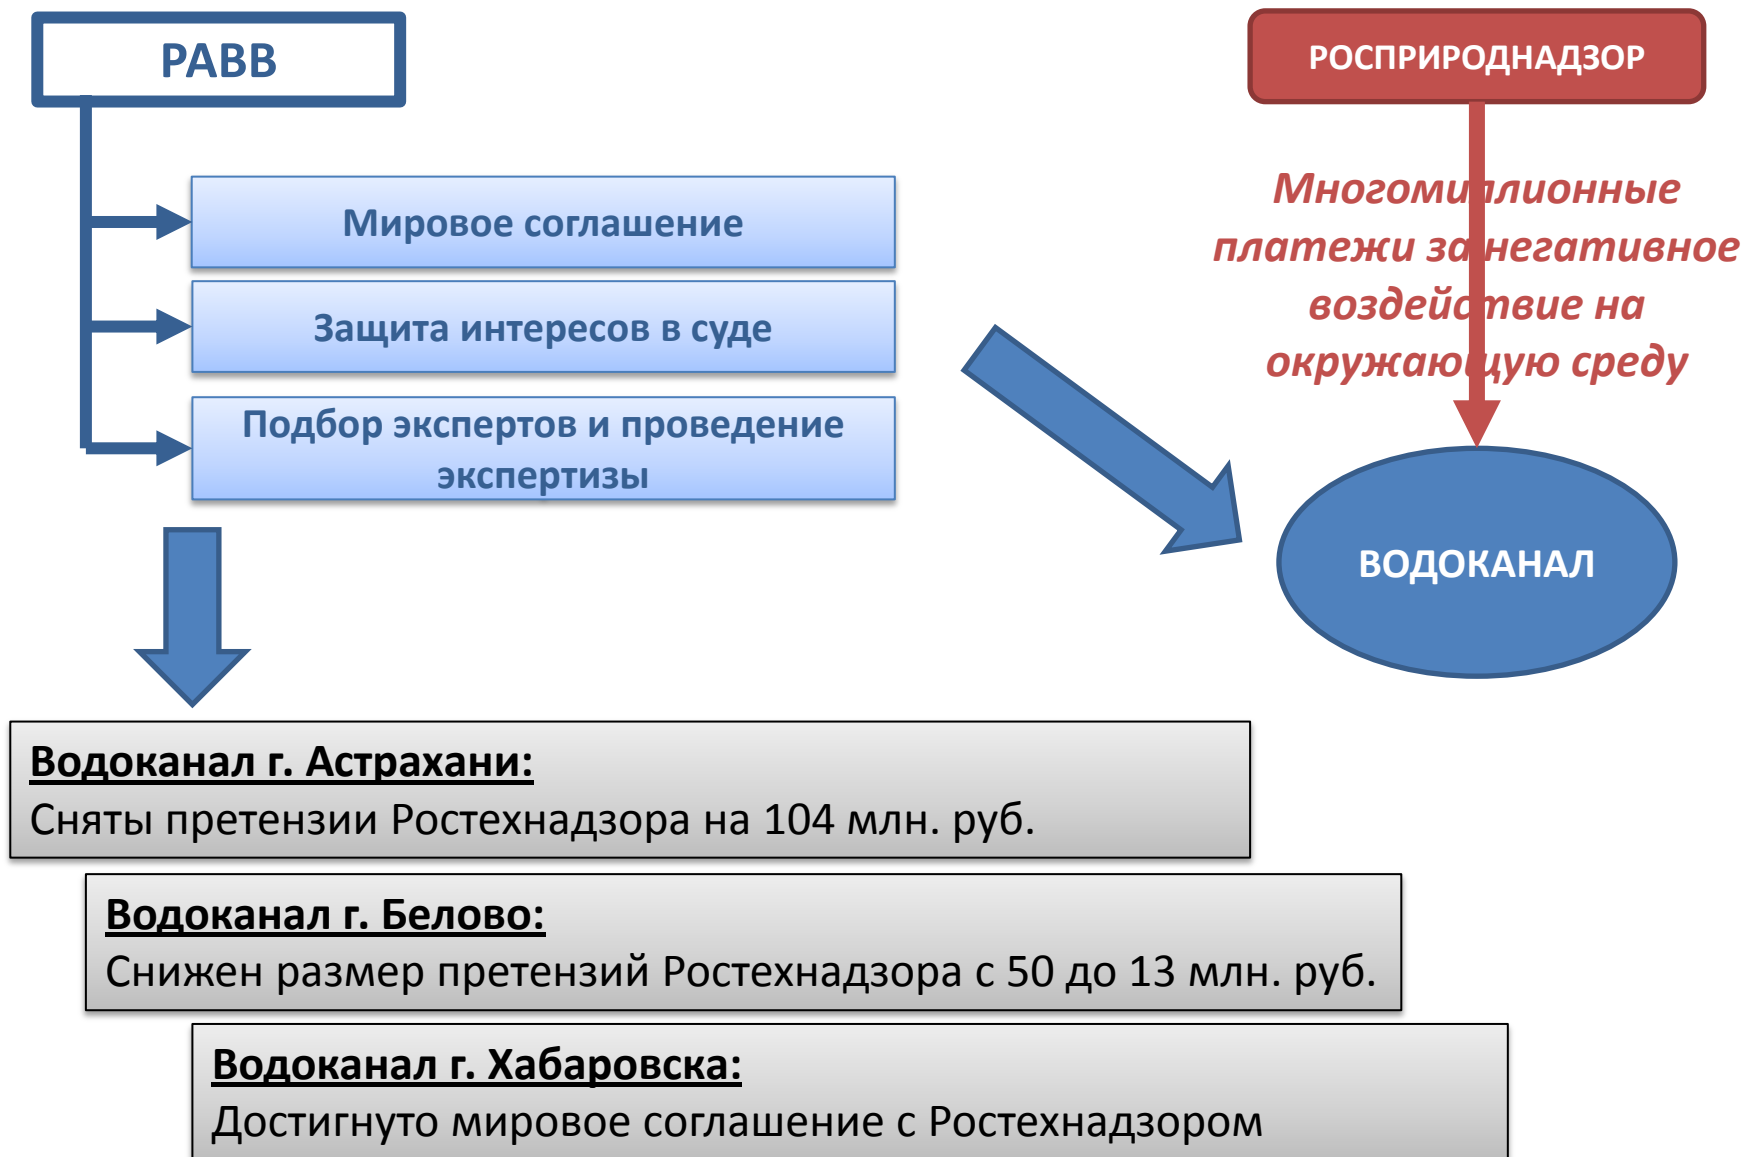 РАВВ
РОСПРИРОДНАДЗОР
Мировое соглашение
Защита интересов в суде
Подбор экспертов и проведение
экспертизы
Многомиллионные
платежи за негативное
воздействие на
окружающую среду
ВОДОКАНАЛ
Водоканал г. Астрахани:
Сняты претензии Ростехнадзора на 104 млн. руб.
Водоканал г. Белово:
Снижен размер претензий Ростехнадзора с 50 до 13 млн. руб.
Водоканал г. Хабаровска:
Достигнуто мировое соглашение с Ростехнадзором